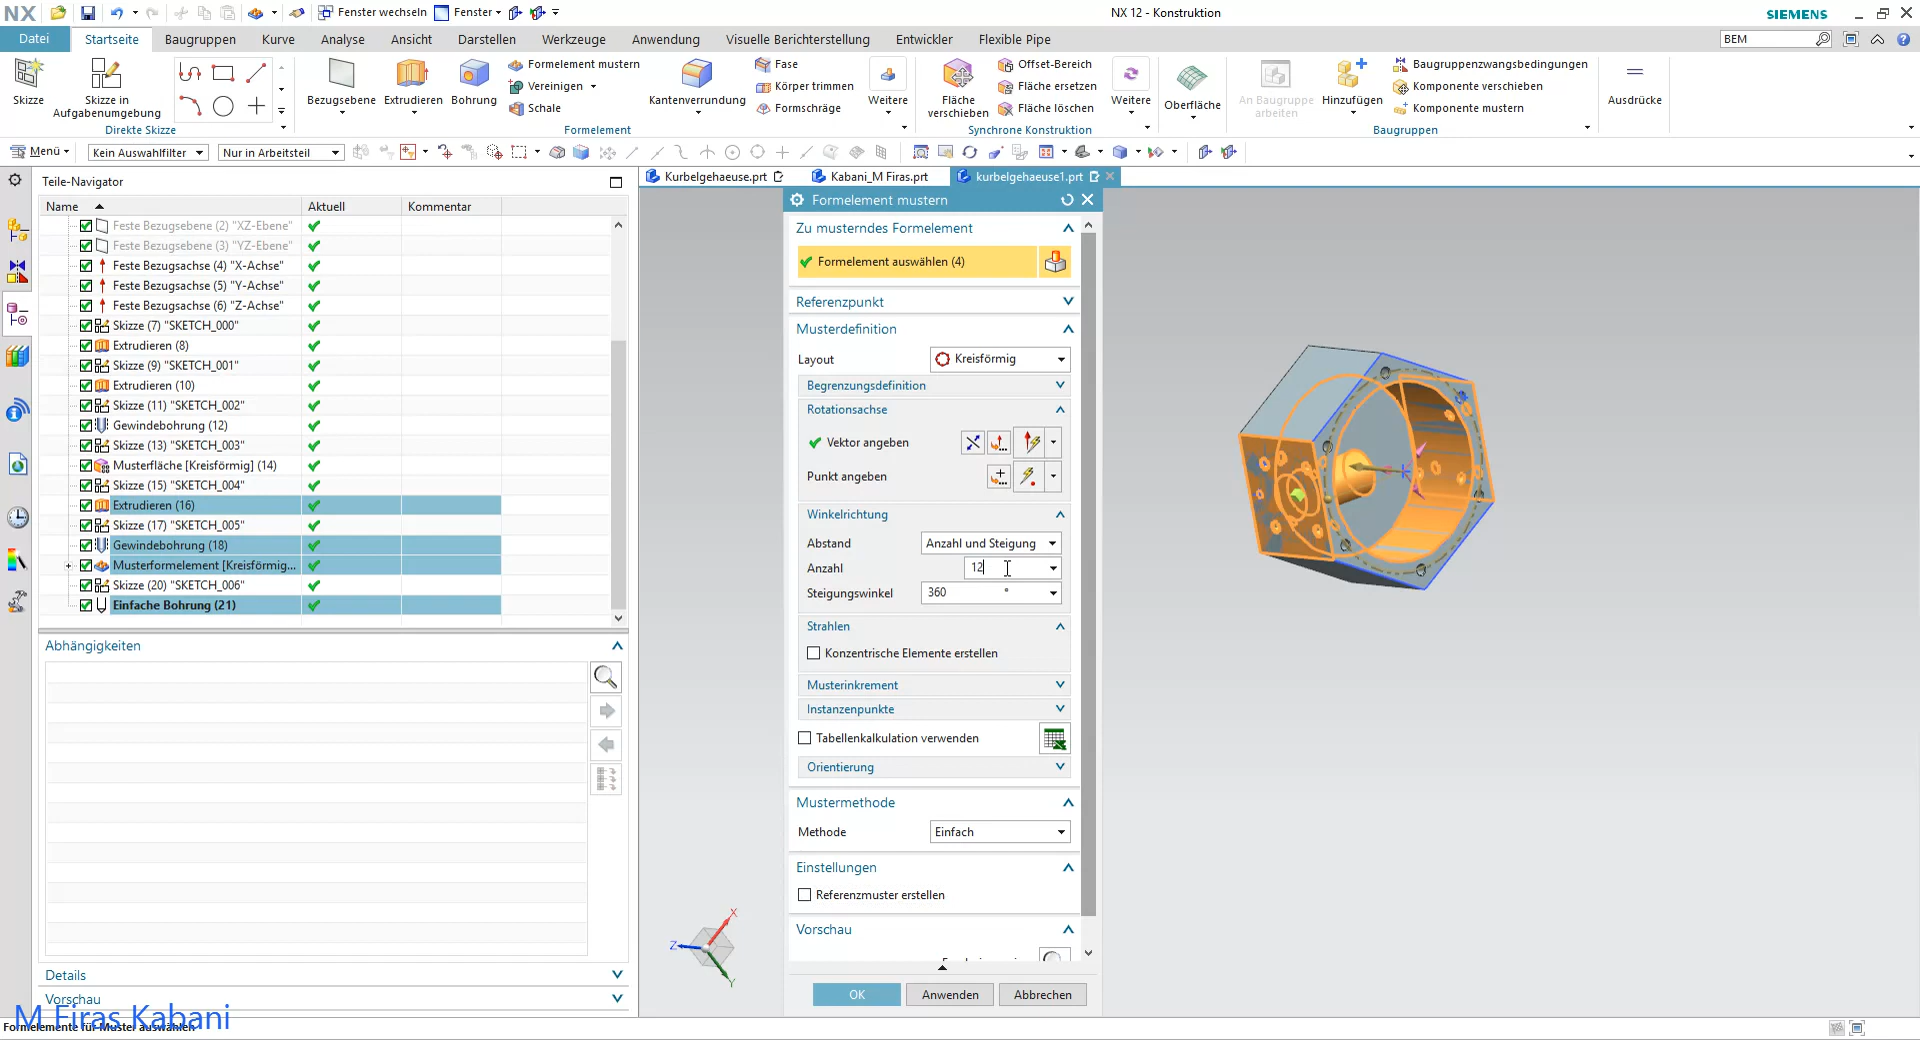 NX
Fenster wechseln
Fenster
NX 12 - Konstruktion
SIEMENS
Datei
Startseite
Baugruppen
Kurve
Analyse
Ansicht
Darstellen
Werkzeuge
Anwendung
Visuelle Berichterstellung
Entwickler
Flexible Pipe
BEM
Skizze
Skizze in
Aufgabenumgebung
Direkte Skizze
Bezugsebene
Extrudieren
Bohrung
Formelement mustern
Vereinigen
Schale
Kantenverrundung
Fase
Körper trimmen
Formschräge
Weitere
Formelement
Fläche
verschieben
Offset-Bereich
Fläche ersetzen
Fläche löschen
Weitere
Synchrone Konstruktion
Oberfläche
An Baugruppe
arbeiten
Hinzufügen
Baugruppenzwangsbedingungen
Komponente verschieben
Komponente mustern
Baugruppen
Ausdrücke
Menü
Kein Auswahlfilter
Nur in Arbeitsteil
Teile-Navigator
Name
Aktuell
Kommentar
Feste Bezugsebene (2) "XZ-Ebene"
Feste Bezugsebene (3) "YZ-Ebene"
Feste Bezugsachse (4) "X-Achse"
Feste Bezugsachse (5) "Y-Achse"
Feste Bezugsachse (6) "Z-Achse"
Skizze (7) "SKETCH_000"
Extrudieren (8)
Skizze (9) "SKETCH_001"
Extrudieren (10)
Skizze (11) "SKETCH_002"
Gewindebohrung (12)
Skizze (13) "SKETCH_003"
Musterfläche [Kreisförmig] (14)
Skizze (15) "SKETCH_004"
Extrudieren (16)
Skizze (17) "SKETCH_005"
Gewindebohrung (18)
Musterformelement [Kreisförmig...
Skizze (20) "SKETCH_006"
Einfache Bohrung (21)
Abhängigkeiten
Details
Vorschau
M Firas Kabani
Formelemente für Muster auswählen
Kurbelgehaeuse.prt
Kabani_M Firas.prt
kurbelgehaeuse1.prt
Formelement mustern
Zu musterndes Formelement
Formelement auswählen (4)
Referenzpunkt
Musterdefinition
Layout
Kreisförmig
Begrenzungsdefinition
Rotationsachse
Vektor angeben
Punkt angeben
Winkelrichtung
Abstand
Anzahl und Steigung
Anzahl
12
Steigungswinkel
360 °
Strahlen
Konzentrische Elemente erstellen
Musterinkrement
Instanzenpunkte
Tabellenkalkulation verwenden
Orientierung
Mustermethode
Methode
Einfach
Einstellungen
Referenzmuster erstellen
Vorschau
OK
Anwenden
Abbrechen
X
Z
Y